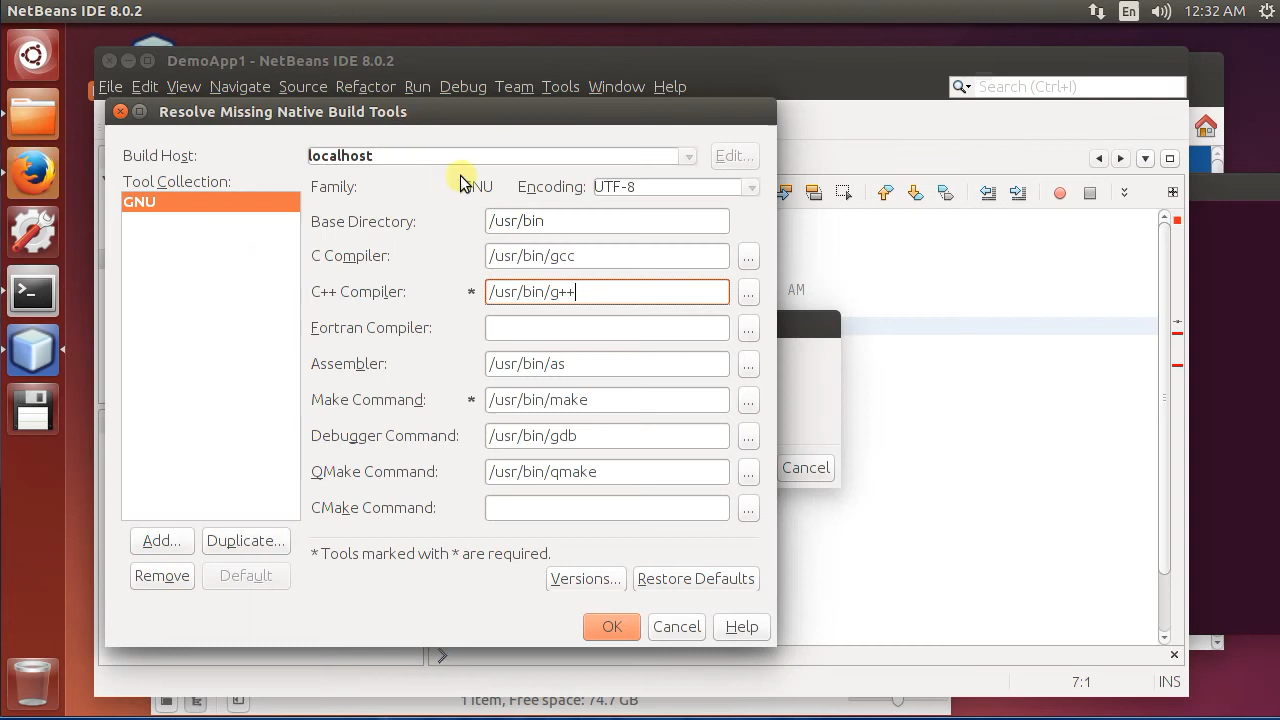 NetBeans IDE 8.0.2
En
12:32 AM
DemoApp1 - NetBeans IDE 8.0.2
File Edit View Navigate Source Refactor Run Debug Team Tools Window Help
Search (Ctrl+I)
Resolve Missing Native Build Tools
Build Host: localhost Edit...
Tool Collection: Family: GNU Encoding: UTF-8
GNU
Base Directory: /usr/bin
C Compiler: /usr/bin/gcc ...
C++ Compiler: * /usr/bin/g++ ...
AM
Fortran Compiler: ...
Assembler: /usr/bin/as ...
Make Command: * /usr/bin/make ...
Debugger Command: /usr/bin/gdb ...
QMake Command: /usr/bin/qmake ...
Cancel
CMake Command: ...
Add... Duplicate...
* Tools marked with * are required.
Remove Default
Versions... Restore Defaults
OK Cancel Help
7:1 INS
1 item, Free space: 74.7 GB